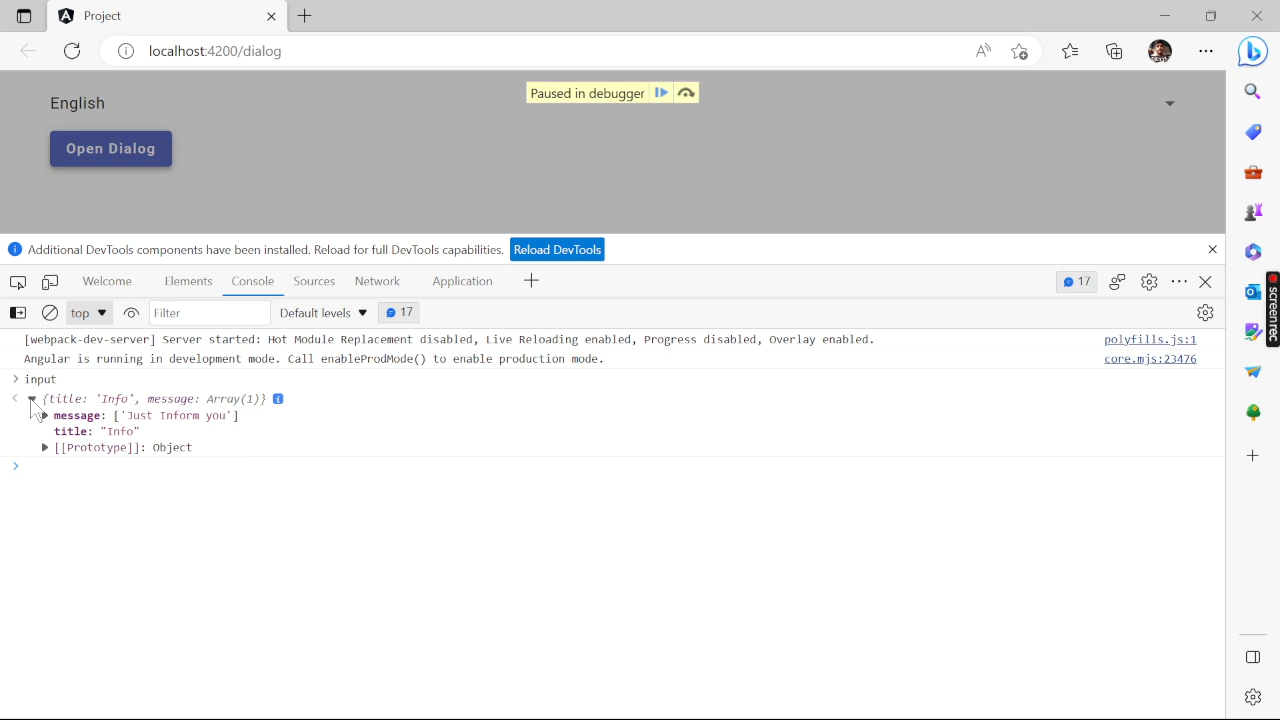 Project
localhost:4200/dialog
English
Paused in debugger
Open Dialog
Additional DevTools components have been installed. Reload for full DevTools capabilities. Reload DevTools
Welcome Elements Console Sources Network Application 17
top Filter Default levels 17
[webpack-dev-server] Server started: Hot Module Replacement disabled, Live Reloading enabled, Progress disabled, Overlay enabled. polyfills.js:1
Angular is running in development mode. Call enableProdMode() to enable production mode. core.mjs:23476
input
{title: 'Info', message: Array(1)}
message: ['Just Inform you']
title: "Info"
[[Prototype]]: Object
screenrec